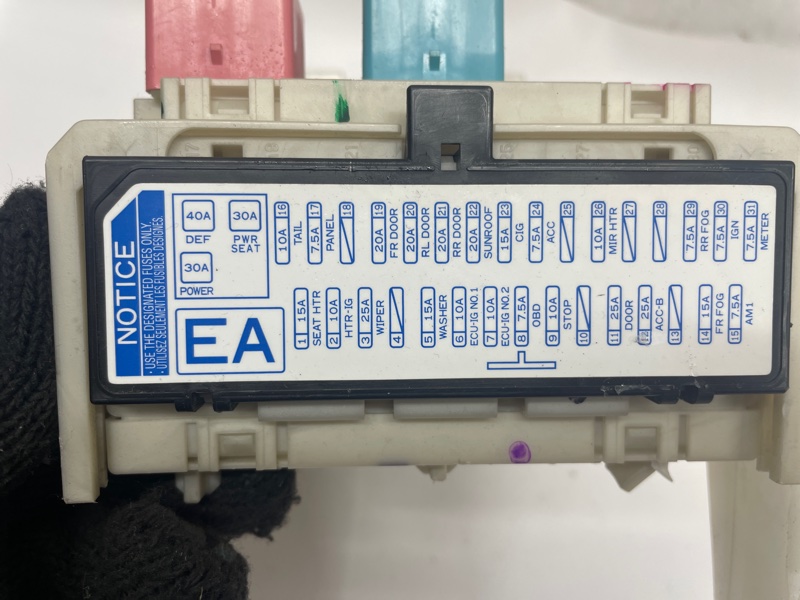 NOTICE
· USE THE DESIGNATED FUSES ONLY.
· UTILISEZ SEULEMENT LES FUSIBLES DESIGNES.
40A
DEF
30A
PWR
SEAT
30A
POWER
EA
10A 16
TAIL
7.5A 17
PANEL
18
20A 19
FR DOOR
20A 20
RL DOOR
20A 21
RR DOOR
20A 22
SUNROOF
15A 23
CIG
7.5A 24
ACC
25
10A 26
MIR HTR
27
28
7.5A 29
RR FOG
7.5A 30
IGN
7.5A 31
METER
1 15A
SEAT HTR
2 10A
HTR-IG
3 25A
WIPER
4
5 15A
WASHER
6 10A
ECU-IG NO.1
7 10A
ECU-IG NO.2
8 7.5A
OBD
9 10A
STOP
10
11 25A
DOOR
12 25A
ACC-B
13
14 15A
FR FOG
15 7.5A
AM1